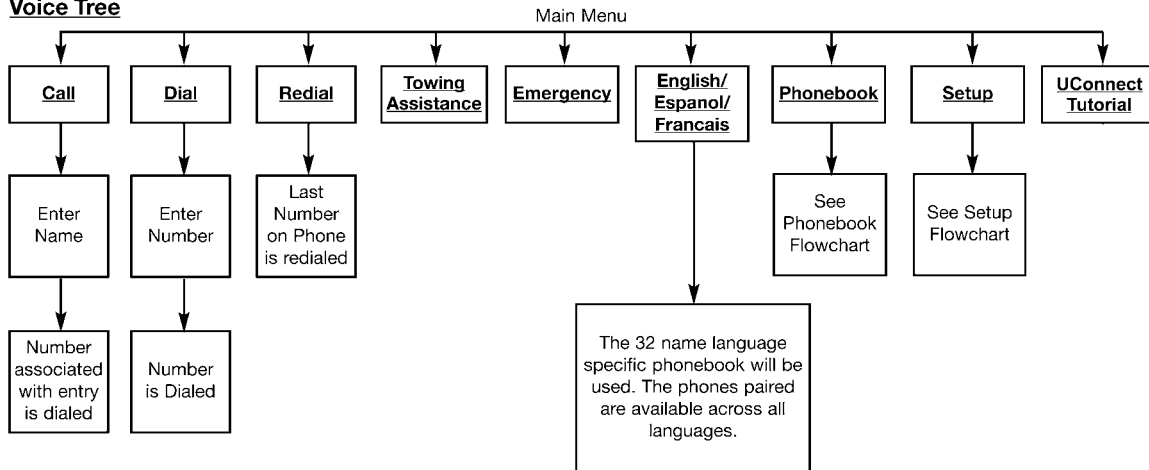 Voice Tree
Main Menu
Call
Dial
Redial
Towing
Assistance
Emergency
English/
Espanol/
Francais
Phonebook
Setup
UConnect
Tutorial
Enter
Name
Enter
Number
Last
Number
on Phone
is redialed
See
Phonebook
Flowchart
See Setup
Flowchart
Number
associated
with entry
is dialed
Number
is Dialed
The 32 name language
specific phonebook will be
used. The phones paired
are available across all
languages.